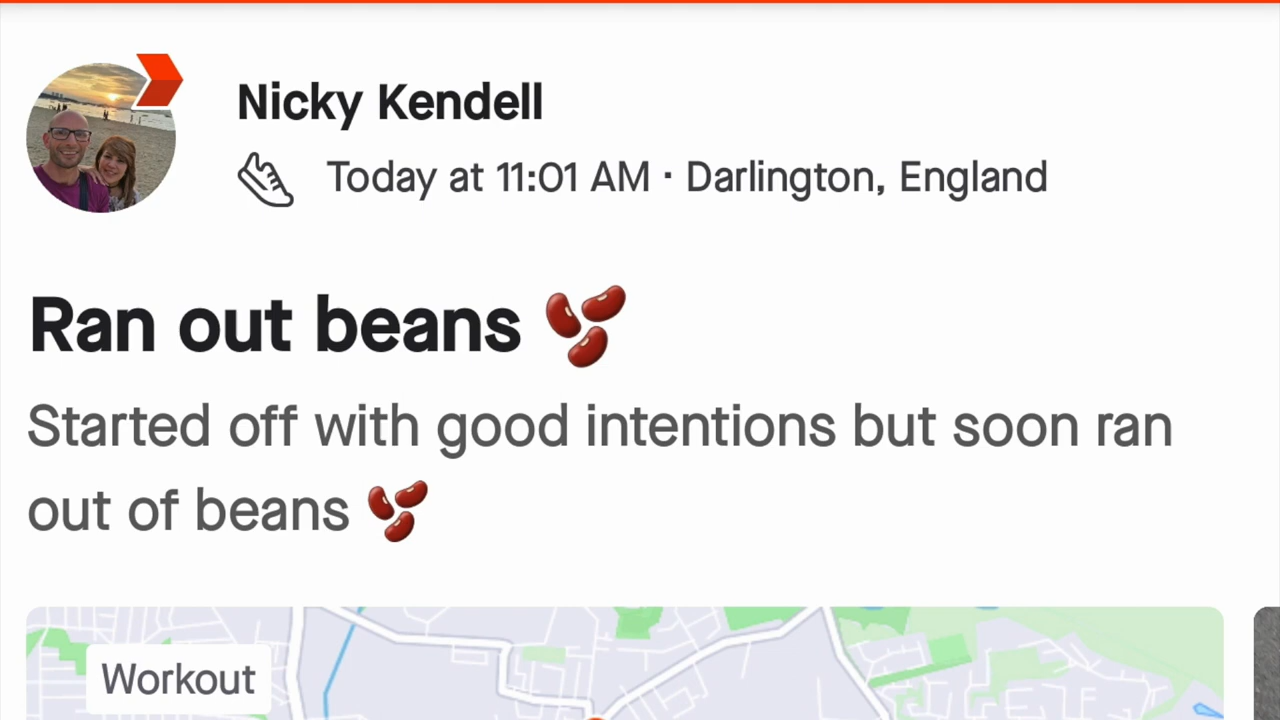 Nicky Kendell
Today at 11:01 AM · Darlington, England
Ran out beans 🫘
Started off with good intentions but soon ran
out of beans 🫘
Workout